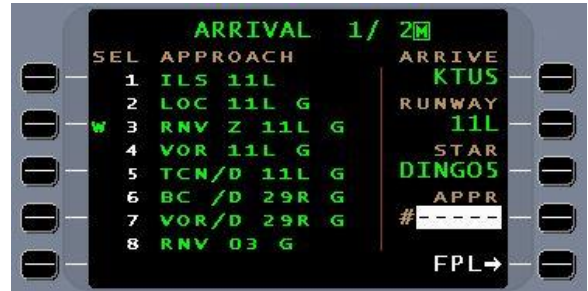 ARRIVAL 1/ 2M
SEL APPROACH ARRIVE
1 ILS 11L KTUS
2 LOC 11L G RUNWAY
W 3 RNV Z 11L G 11L
4 VOR 11L G STAR
5 TCN/D 11L G DINGO5
6 BC /D 29R G APPR
7 VOR/D 29R G #-----
8 RNV 03 G
FPL→